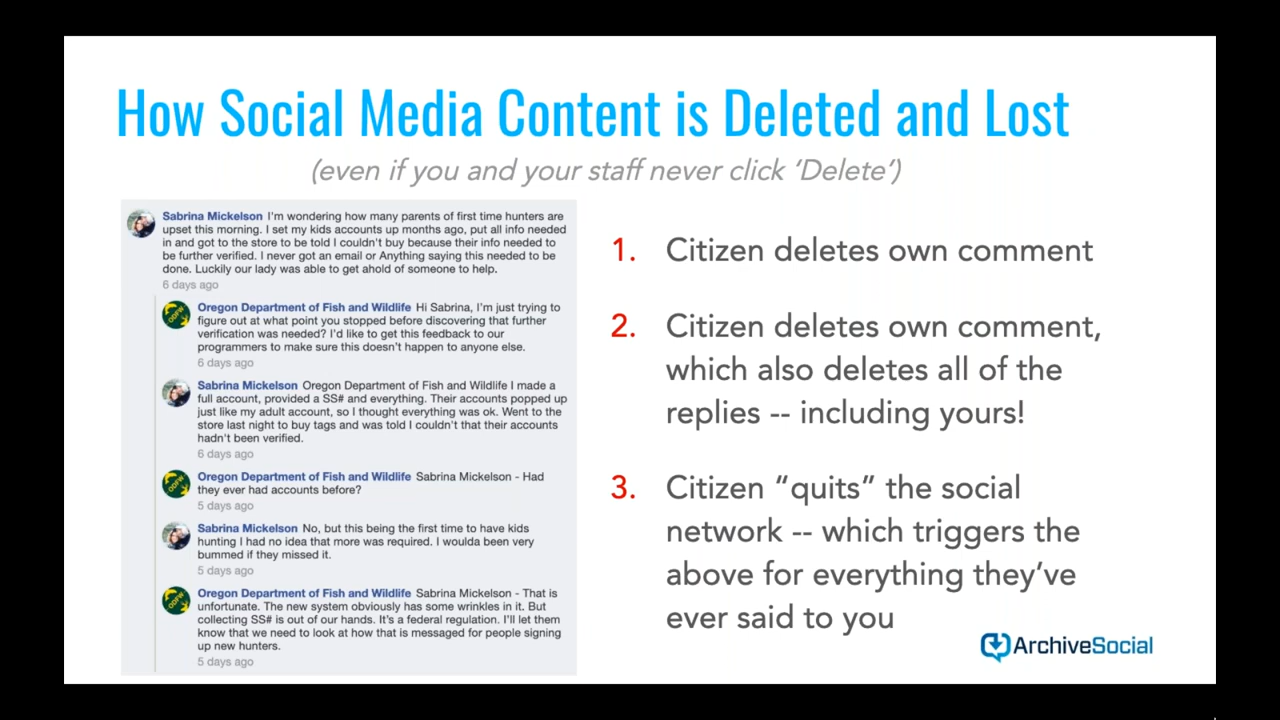 How Social Media Content is Deleted and Lost
(even if you and your staff never click ‘Delete’)
Sabrina Mickelson I'm wondering how many parents of first time hunters are
upset this morning. I set my kids accounts up months ago, put all info needed
in and got to the store to be told I couldn't buy because their info needed to
be further verified. I never got an email or Anything saying this needed to be
done. Luckily our lady was able to get ahold of someone to help.
6 days ago
Oregon Department of Fish and Wildlife Hi Sabrina, I'm just trying to
figure out at what point you stopped before discovering that further
verification was needed? I'd like to get this feedback to our
programmers to make sure this doesn't happen to anyone else.
6 days ago
Sabrina Mickelson Oregon Department of Fish and Wildlife I made a
full account, provided a SS# and everything. Their accounts popped up
just like my adult account, so I thought everything was ok. Went to the
store last night to buy tags and was told I couldn't that their accounts
hadn't been verified.
6 days ago
Oregon Department of Fish and Wildlife Sabrina Mickelson - Had
they ever had accounts before?
5 days ago
Sabrina Mickelson No, but this being the first time to have kids
hunting I had no idea that more was required. I woulda been very
bummed if they missed it.
5 days ago
Oregon Department of Fish and Wildlife Sabrina Mickelson - That is
unfortunate. The new system obviously has some wrinkles in it. But
collecting SS# is out of our hands. It's a federal regulation. I'll let them
know that we need to look at how that is messaged for people signing
up new hunters.
5 days ago
1. Citizen deletes own comment
2. Citizen deletes own comment,
which also deletes all of the
replies -- including yours!
3. Citizen “quits” the social
network -- which triggers the
above for everything they’ve
ever said to you
ArchiveSocial